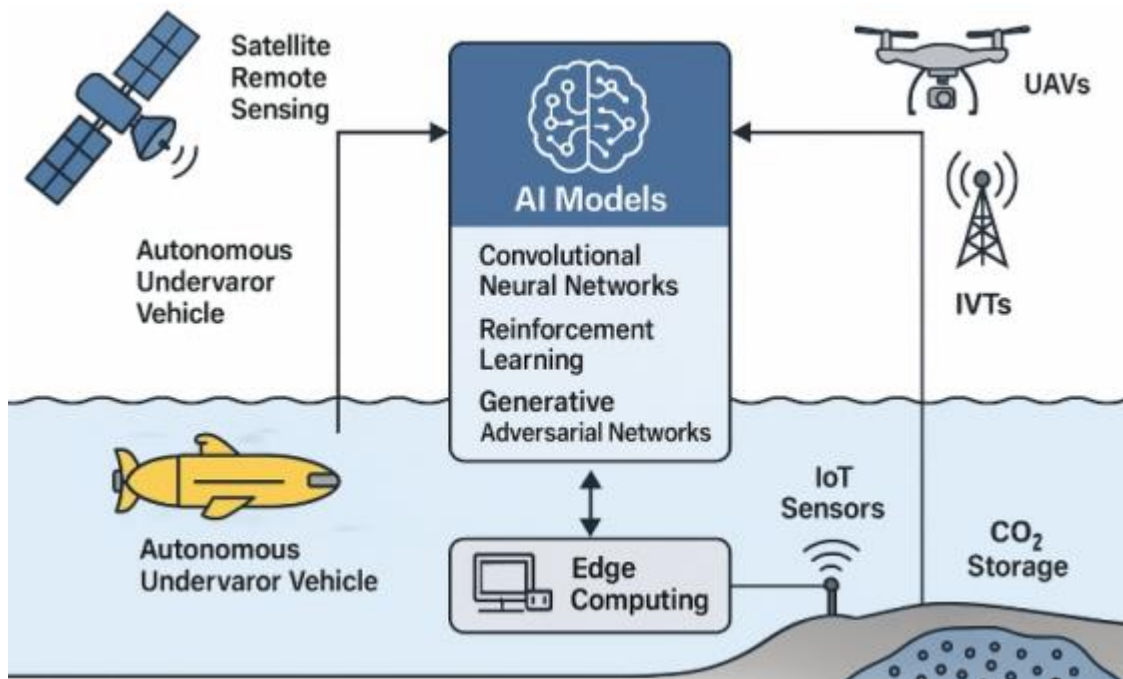 Satellite
Remote
Sensing
AI Models
Convolutional
Neural Networks
Reinforcement
Learning
Generative
Adversarial Networks
UAVs
IVTs
Autonomous
Undervaror
Vehicle
Autonomous
Undervaror Vehicle
Edge
Computing
IoT
Sensors
CO₂
Storage